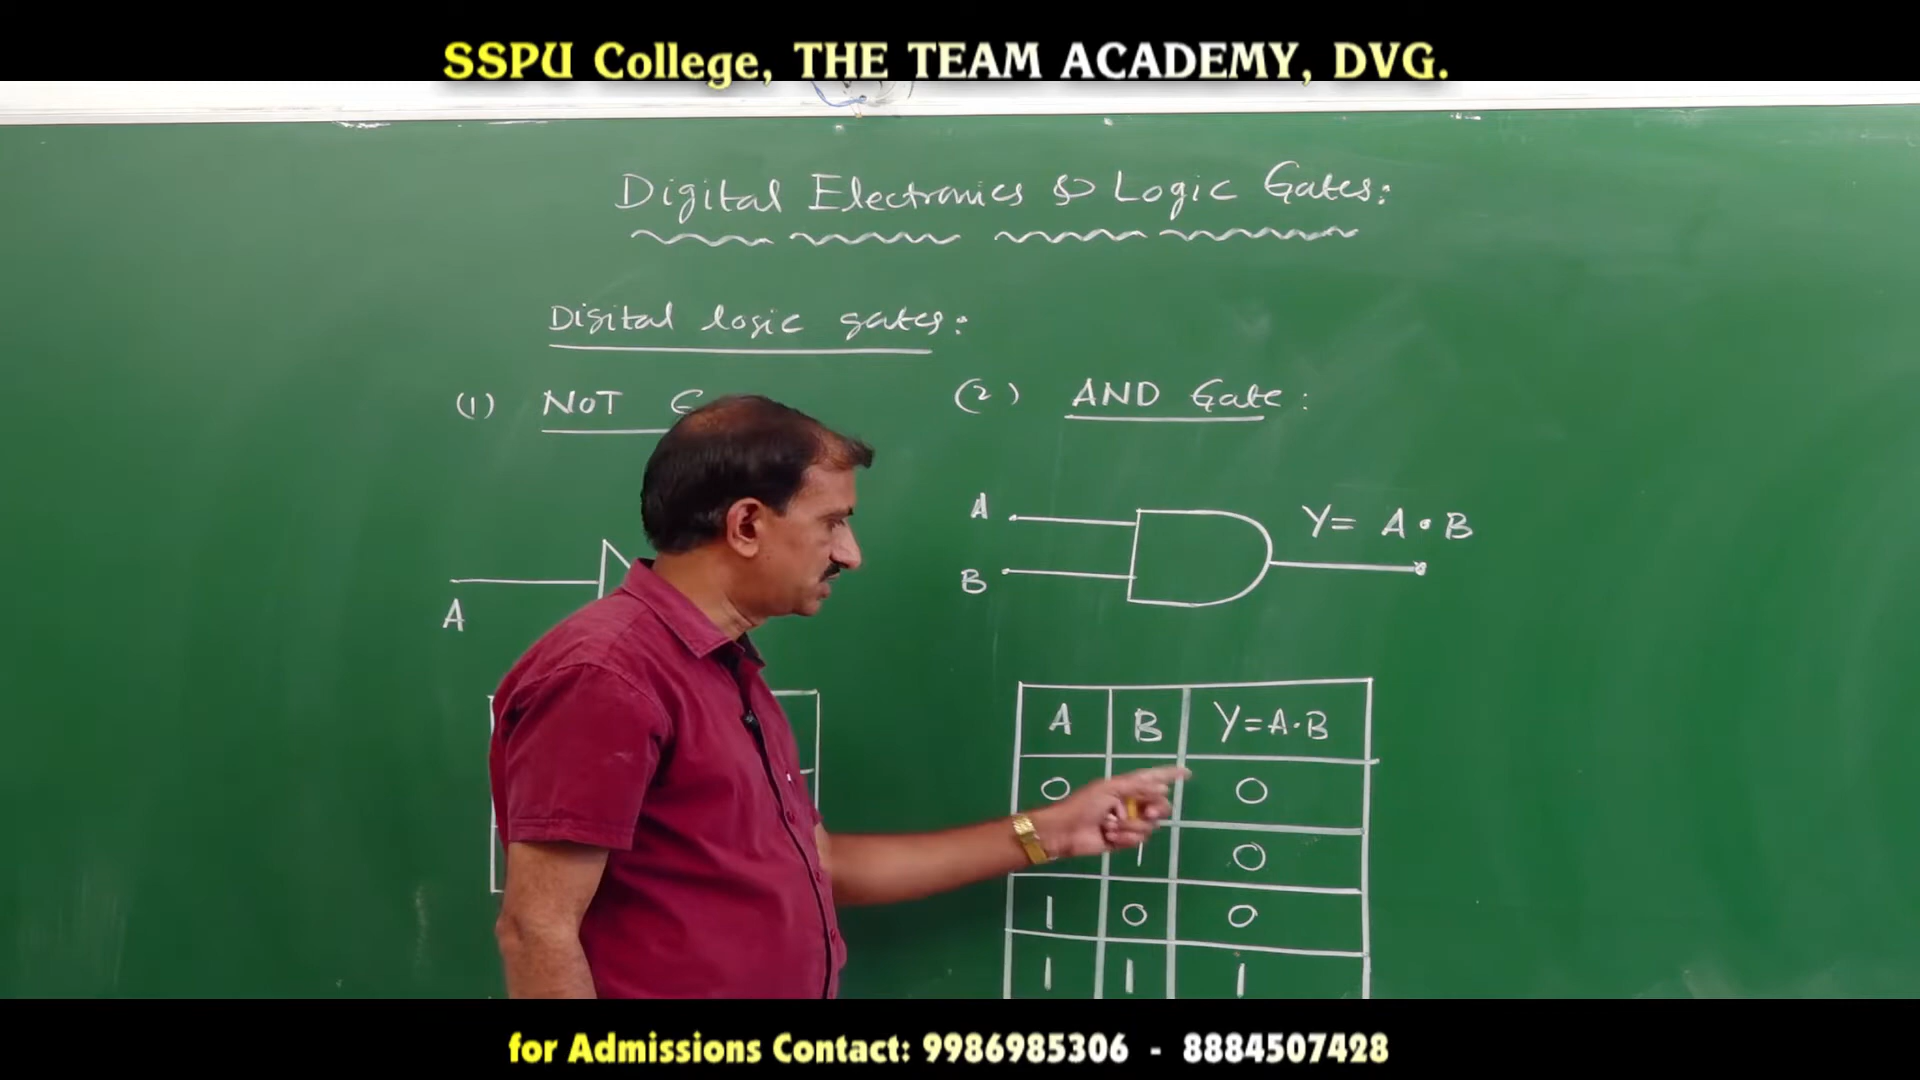 SSPU College, THE TEAM ACADEMY, DVG.
Digital Electronics & Logic Gates:
Digital logic gates:
(1) NOT G
(2) AND Gate:
A
B
Y= A • B
A
A B Y=A·B
0 0
1 0
1 0 0
1 1 1
for Admissions Contact: 9986985306 - 8884507428